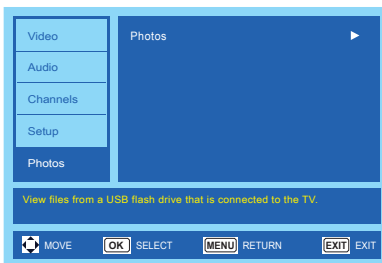 Video
Photos
Audio
Channels
Setup
Photos
View files from a USB flash drive that is connected to the TV.
MOVE OK SELECT MENU RETURN EXIT EXIT